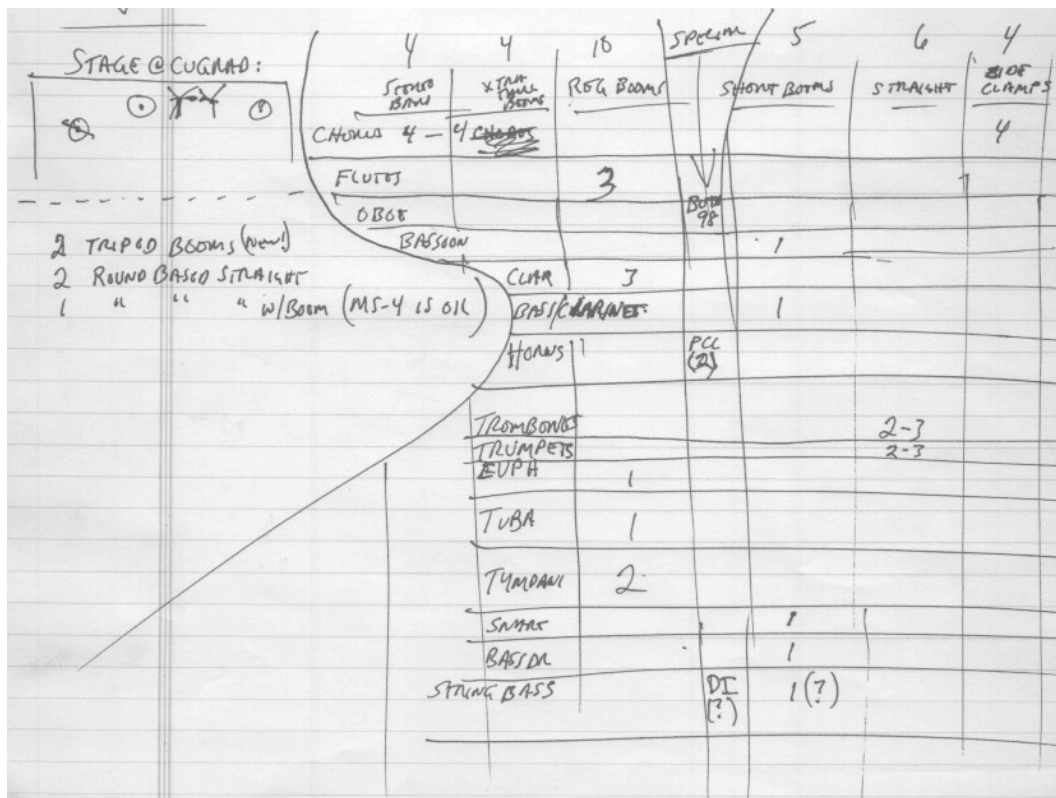 STAGE @ CUGRAD:
2 TRIPOD BOOMS (NEW!)
2 ROUND BASED STRAIGHT
1 " " " W/BOOM (MS-4 IS OK)
4 4 10 SPECIAL 5 6 4
XTRA BOOMS REG BOOMS SHORT BOOMS STRAIGHT SIDE CLAMPS
CHORUS 4 - 4 CHORUS 4
FLUTES 3
OBOE 98
BASSOON 1
CLAR 3
BASS/CLARINET 1
HORNS PCC (2)
TROMBONES 2-3
TRUMPETS 2-3
EUPH 1
TUBA 1
TYMPANI 2
SNARE 1
BASS DR 1
STRING BASS DI (?) 1 (?)